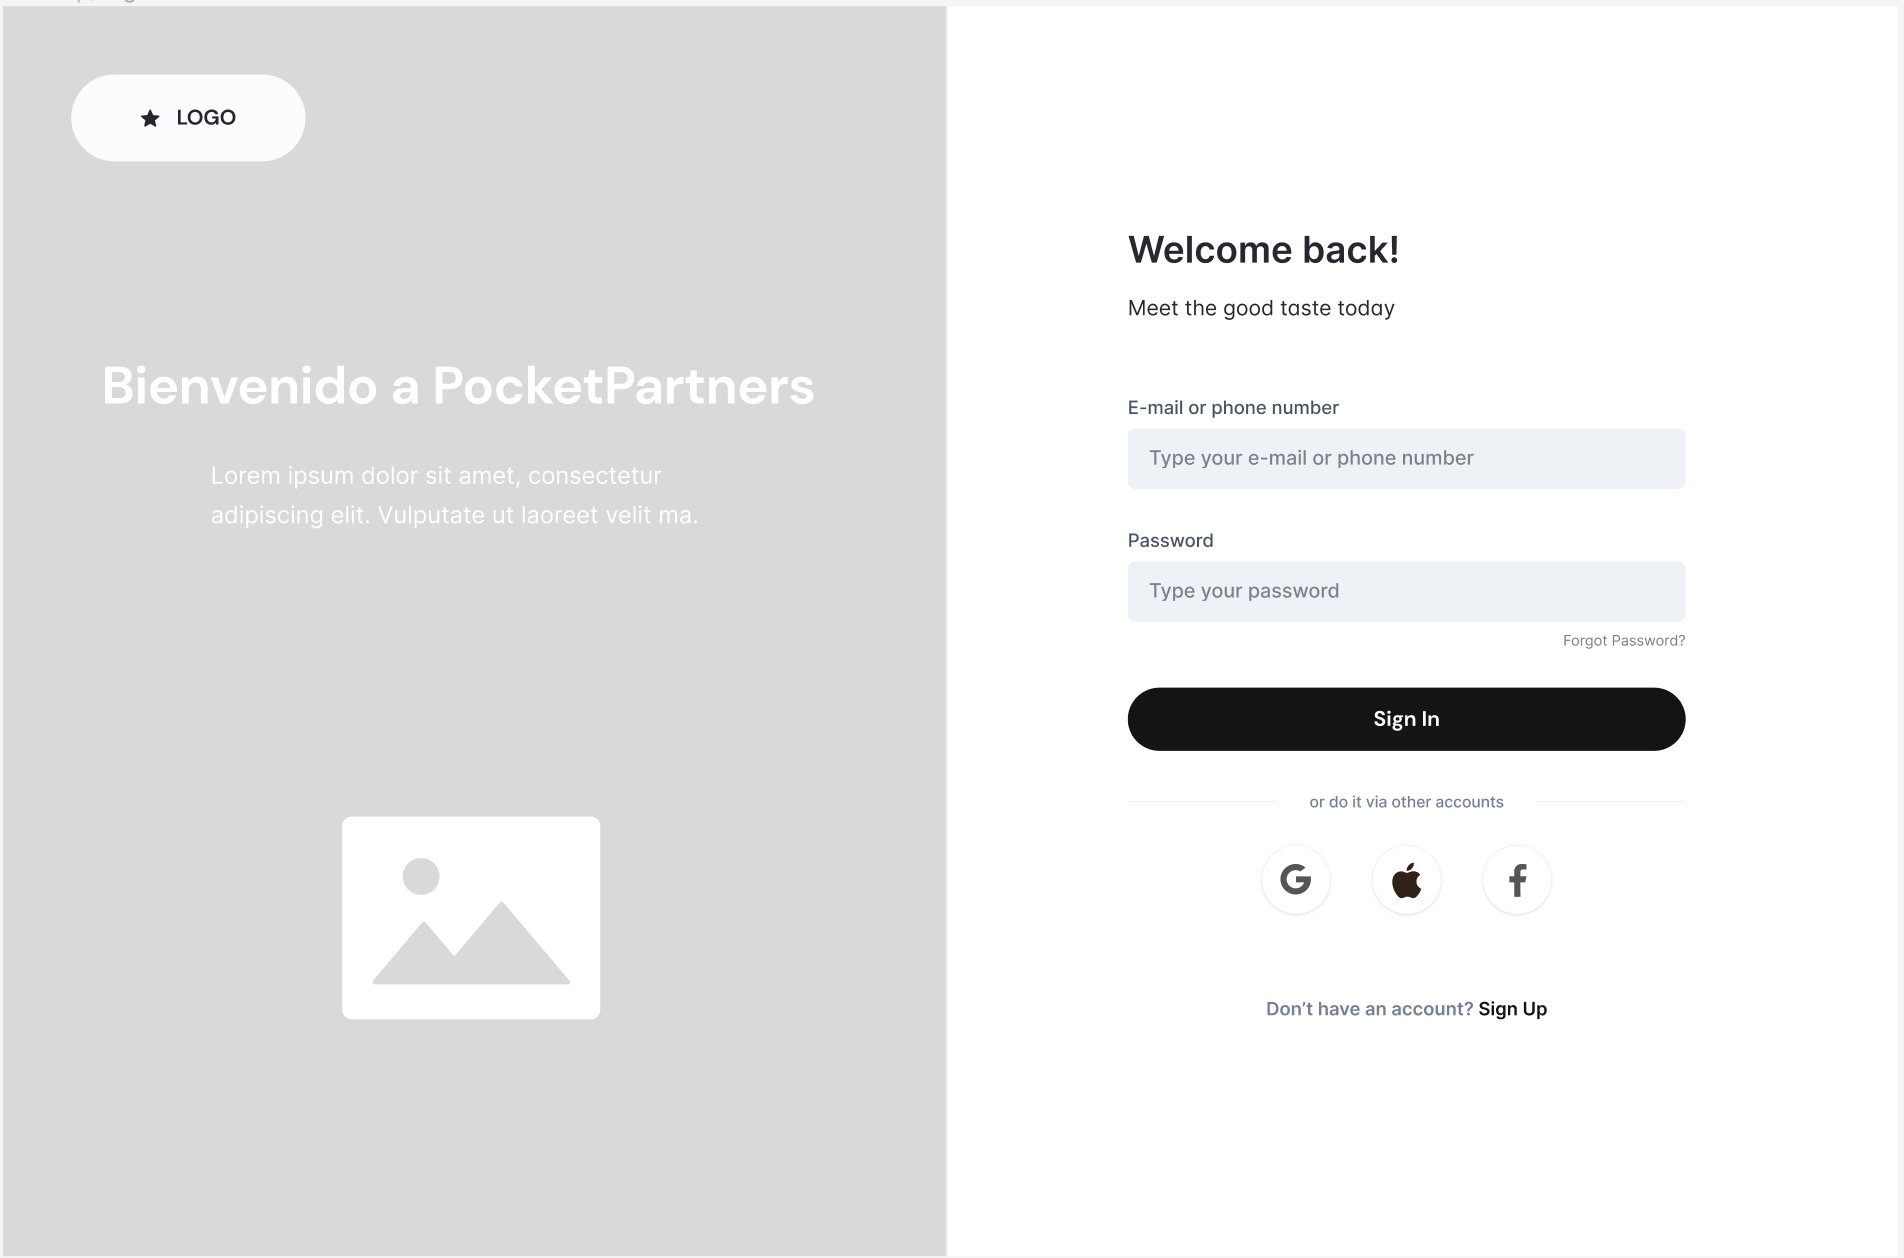 LOGO
Bienvenido a PocketPartners
Lorem ipsum dolor sit amet, consectetur
adipiscing elit. Vulputate ut laoreet velit ma.
Welcome back!
Meet the good taste today
E-mail or phone number
Type your e-mail or phone number
Password
Type your password
Forgot Password?
Sign In
or do it via other accounts
Don’t have an account? Sign Up